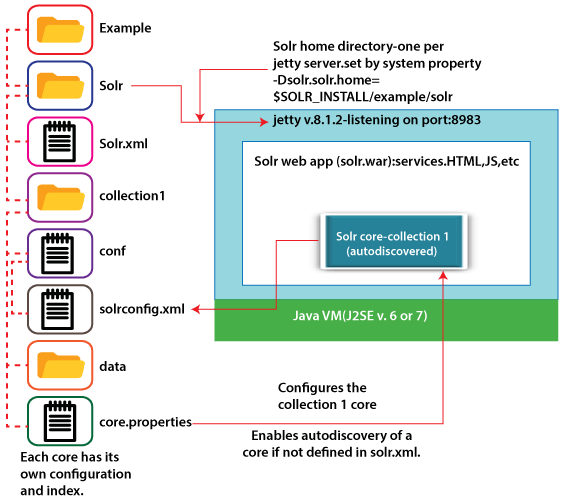 Example
Solr
Solr.xml
collection1
conf
solrconfig.xml
data
core.properties
Each core has its
own configuration
and index.
Solr home directory-one per
jetty server.set by system property
-Dsolr.solr.home=
$SOLR_INSTALL/example/solr
jetty v.8.1.2-listening on port:8983
Solr web app (solr.war):services.HTML,JS,etc
Solr core-collection 1
(autodiscovered)
Java VM(J2SE v. 6 or 7)
Configures the
collection 1 core
Enables autodiscovery of a
core if not defined in solr.xml.